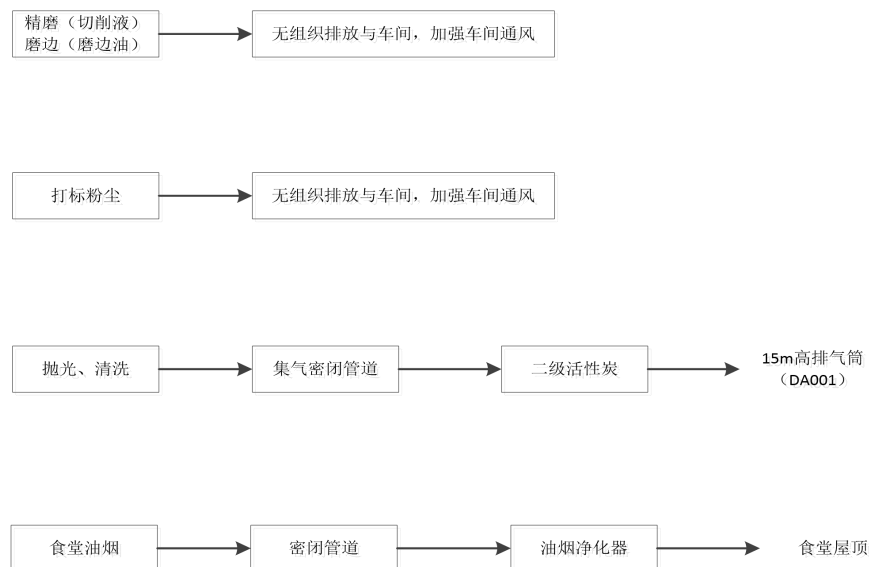 精磨（切削液）
磨边（磨边油）
无组织排放与车间，加强车间通风
打标粉尘
无组织排放与车间，加强车间通风
抛光、清洗
集气密闭管道
二级活性炭
15m高排气筒
（DA001）
食堂油烟
密闭管道
油烟净化器
食堂屋顶